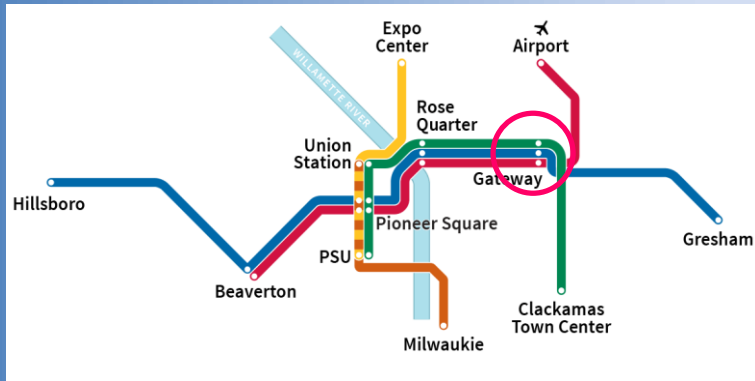 Expo
Center
Airport
WILLAMETTE RIVER
Rose
Quarter
Union
Station
Gateway
Hillsboro
Pioneer Square
Gresham
PSU
Beaverton
Clackamas
Town Center
Milwaukie